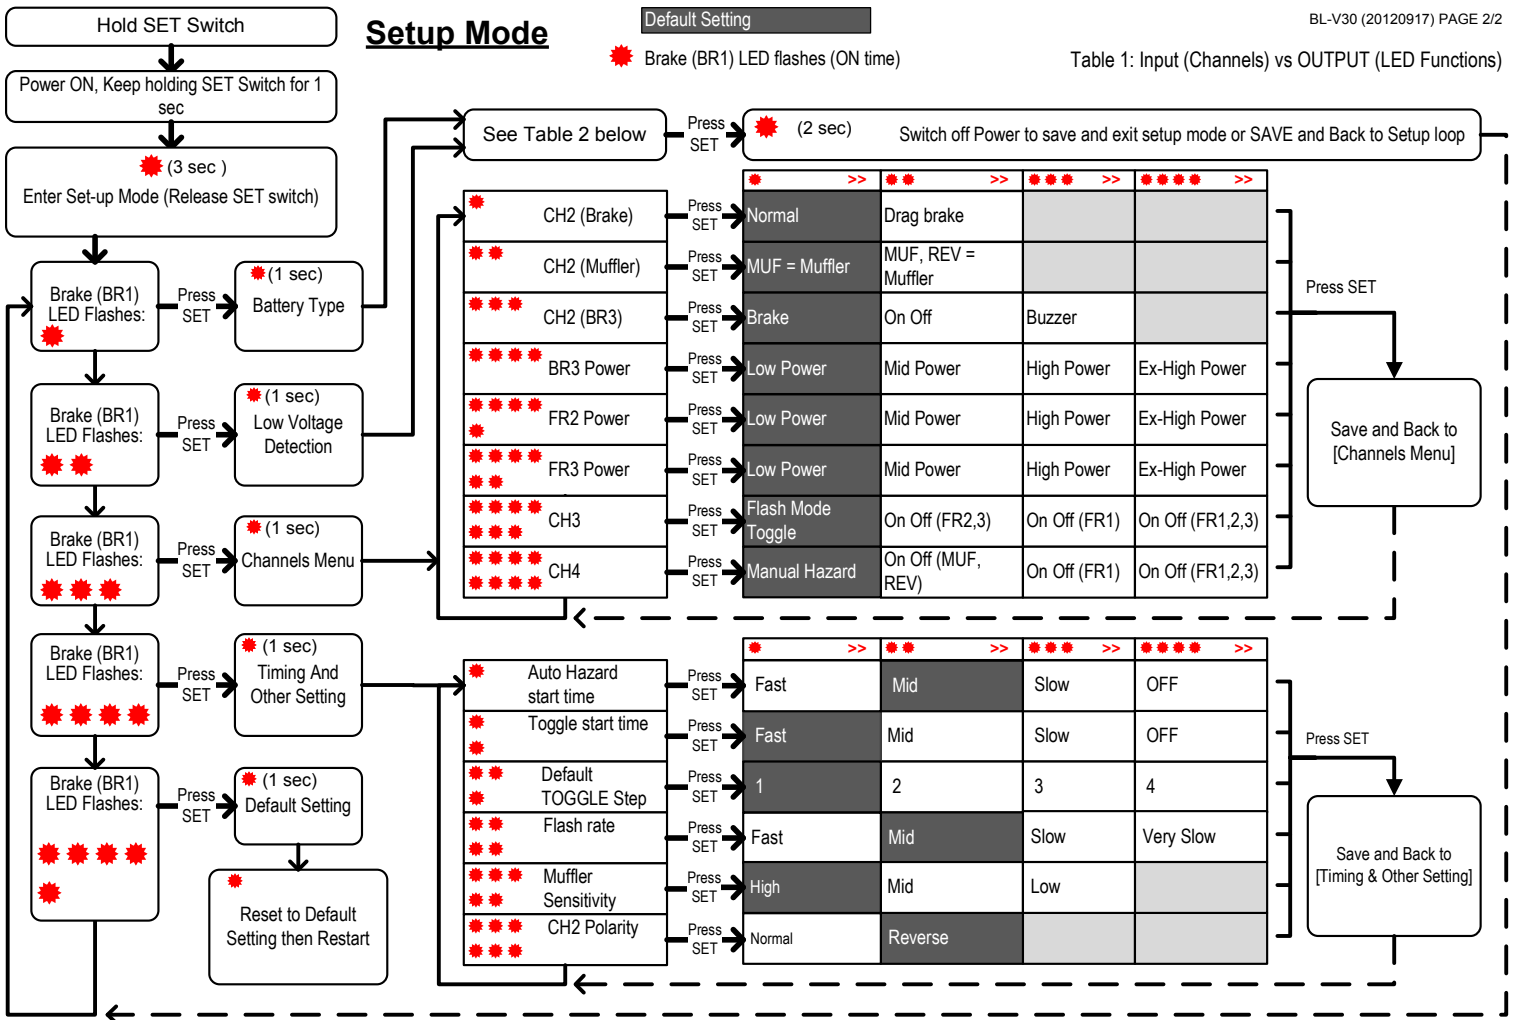 Hold SET Switch
Setup Mode
Default Setting
Brake (BR1) LED flashes (ON time)
BL-V30 (20120917) PAGE 2/2
Table 1: Input (Channels) vs OUTPUT (LED Functions)
Power ON, Keep holding SET Switch for 1
sec
(3 sec )
Enter Set-up Mode (Release SET switch)
See Table 2 below
Press
SET
(2 sec)
Switch off Power to save and exit setup mode or SAVE and Back to Setup loop
Brake (BR1)
LED Flashes:
Press
SET
(1 sec)
Battery Type
Brake (BR1)
LED Flashes:
Press
SET
(1 sec)
Low Voltage
Detection
Brake (BR1)
LED Flashes:
Press
SET
(1 sec)
Channels Menu
Brake (BR1)
LED Flashes:
Press
SET
(1 sec)
Timing And
Other Setting
Brake (BR1)
LED Flashes:
Press
SET
(1 sec)
Default Setting
Reset to Default
Setting then Restart
>> >> >> >>
CH2 (Brake)
Press
SET
Normal
Drag brake
CH2 (Muffler)
Press
SET
MUF = Muffler
MUF, REV =
Muffler
CH2 (BR3)
Press
SET
Brake
On Off
Buzzer
BR3 Power
Press
SET
Low Power
Mid Power
High Power
Ex-High Power
FR2 Power
Press
SET
Low Power
Mid Power
High Power
Ex-High Power
FR3 Power
Press
SET
Low Power
Mid Power
High Power
Ex-High Power
CH3
Press
SET
Flash Mode
Toggle
On Off (FR2,3)
On Off (FR1)
On Off (FR1,2,3)
CH4
Press
SET
Manual Hazard
On Off (MUF,
REV)
On Off (FR1)
On Off (FR1,2,3)
Press SET
Save and Back to
[Channels Menu]
>> >> >> >>
Auto Hazard
start time
Press
SET
Fast
Mid
Slow
OFF
Toggle start time
Press
SET
Fast
Mid
Slow
OFF
Default
TOGGLE Step
Press
SET
1
2
3
4
Flash rate
Press
SET
Fast
Mid
Slow
Very Slow
Muffler
Sensitivity
Press
SET
High
Mid
Low
CH2 Polarity
Press
SET
Normal
Reverse
Press SET
Save and Back to
[Timing & Other Setting]